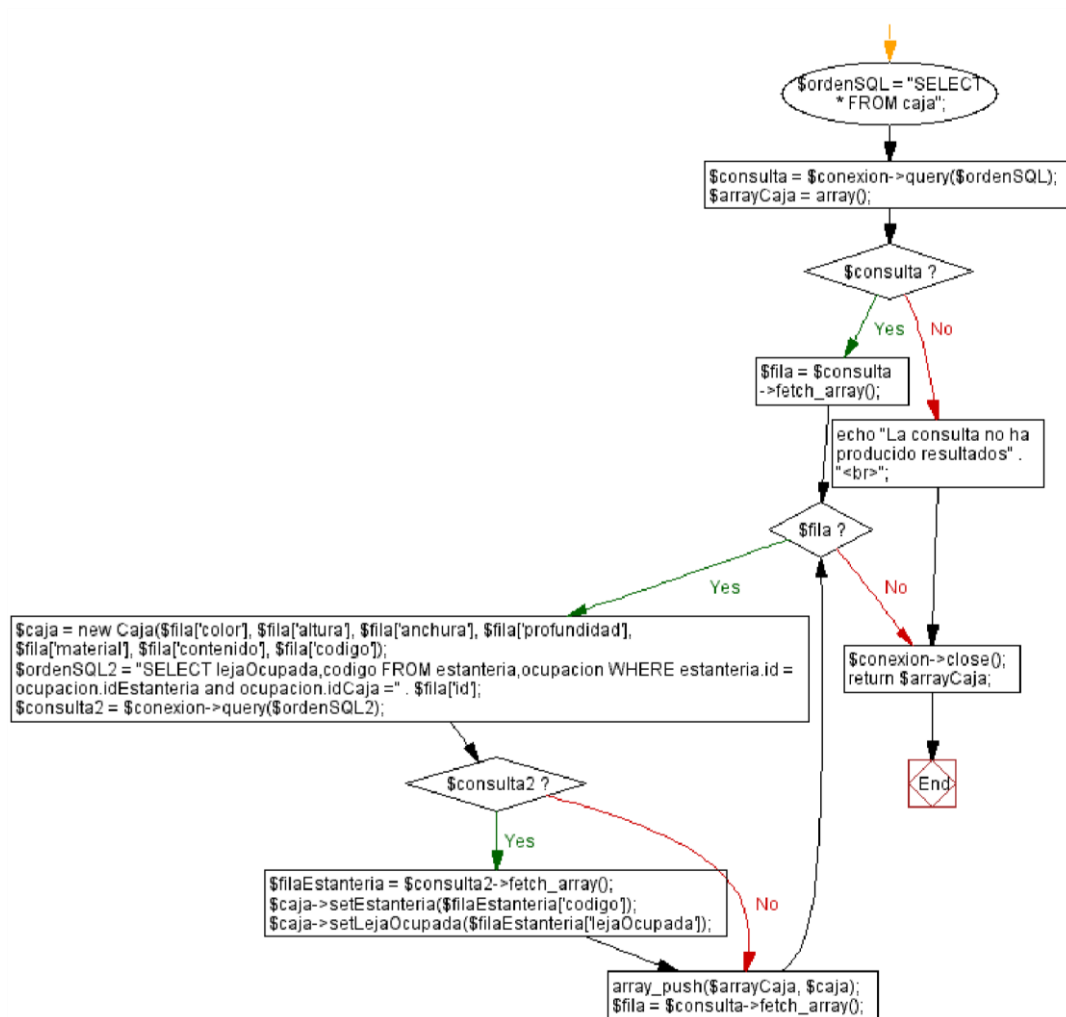 $ordenSQL = "SELECT
* FROM caja";
$consulta = $conexion->query($ordenSQL);
$arrayCaja = array();
$consulta ?
Yes
No
$fila = $consulta
->fetch_array();
echo "La consulta no ha
producido resultados" .
"<br>";
$fila ?
Yes
No
$caja = new Caja($fila['color'], $fila['altura'], $fila['anchura'], $fila['profundidad'],
$fila['material'], $fila['contenido'], $fila['codigo']);
$ordenSQL2 = "SELECT lejaOcupada,codigo FROM estanteria,ocupacion WHERE estanteria.id =
ocupacion.idEstanteria and ocupacion.idCaja =" . $fila['id'];
$consulta2 = $conexion->query($ordenSQL2);
$conexion->close();
return $arrayCaja;
$consulta2 ?
End
Yes
No
$filaEstanteria = $consulta2->fetch_array();
$caja->setEstanteria($filaEstanteria['codigo']);
$caja->setLejaOcupada($filaEstanteria['lejaOcupada']);
array_push($arrayCaja, $caja);
$fila = $consulta->fetch_array();